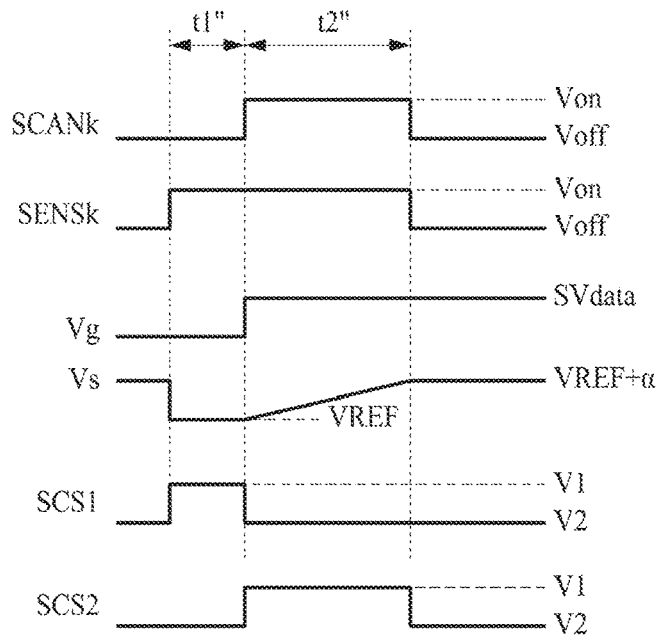 t1" t2"
SCANk Von
Voff
SENSk Von
Voff
Vg SVdata
Vs VREF+α
VREF
SCS1 V1
V2
SCS2 V1
V2